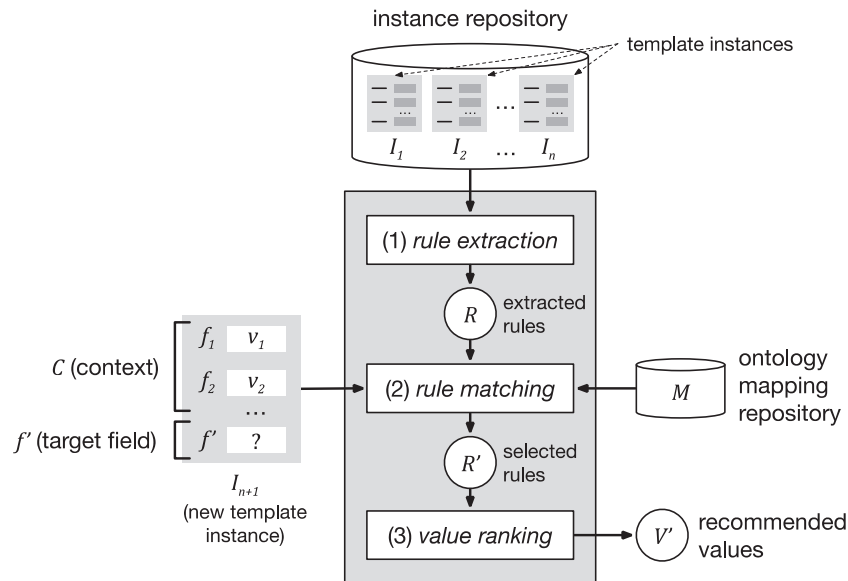 instance repository
template instances
...
...
...
...
I1
I2
...
In
(1) rule extraction
R
extracted
rules
C (context)
f1
v1
f2
v2
...
f' (target field)
f'
?
In+1
(new template
instance)
(2) rule matching
M
ontology
mapping
repository
R'
selected
rules
(3) value ranking
V'
recommended
values